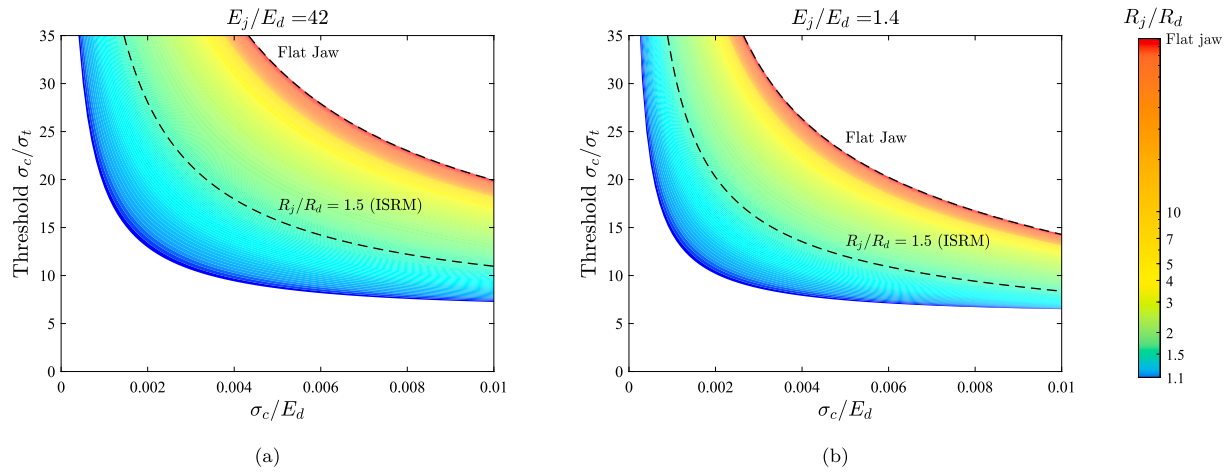 E_j/E_d =42
35
30
25
20
15
10
5
0
Threshold σ_c/σ_t
Flat Jaw
R_j/R_d = 1.5 (ISRM)
0 0.002 0.004 0.006 0.008 0.01
σ_c/E_d
(a)
E_j/E_d =1.4
35
30
25
20
15
10
5
0
Threshold σ_c/σ_t
Flat Jaw
R_j/R_d = 1.5 (ISRM)
0 0.002 0.004 0.006 0.008 0.01
σ_c/E_d
(b)
R_j/R_d
Flat jaw
10
7
5
4
3
2
1.5
1.1